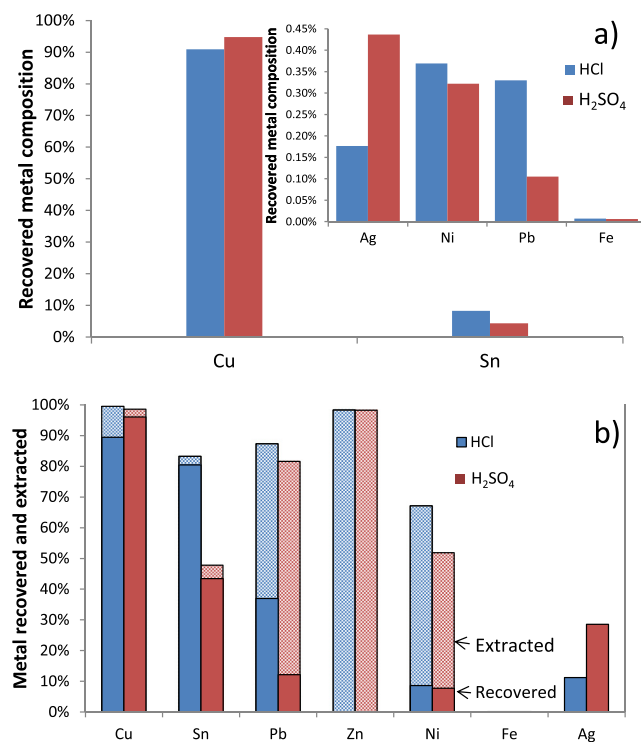 a)
Recovered metal composition
100%
90%
80%
70%
60%
50%
40%
30%
20%
10%
0%
Cu
Sn
Recovered metal composition
0.45%
0.40%
0.35%
0.30%
0.25%
0.20%
0.15%
0.10%
0.05%
0.00%
Ag
Ni
Pb
Fe
HCl
H₂SO₄
b)
Metal recovered and extracted
100%
90%
80%
70%
60%
50%
40%
30%
20%
10%
0%
HCl
H₂SO₄
Extracted
Recovered
Cu
Sn
Pb
Zn
Ni
Fe
Ag